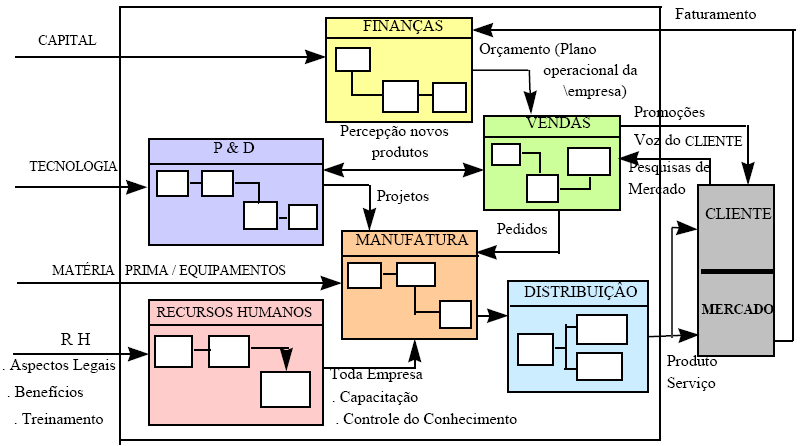 FINANÇAS
Faturamento
CAPITAL
Orçamento (Plano
operacional da
\empresa)
Promoções
VENDAS
Percepção novos
produtos
Voz do CLIENTE
P & D
TECNOLOGIA
Pesquisas de
Mercado
Projetos
CLIENTE
Pedidos
MANUFATURA
MATÉRIA PRIMA / EQUIPAMENTOS
DISTRIBUIÇÃO
MERCADO
RECURSOS HUMANOS
R H
. Aspectos Legais
. Benefícios
. Treinamento
Toda Empresa
. Capacitação
. Controle do Conhecimento
Produto
Serviço